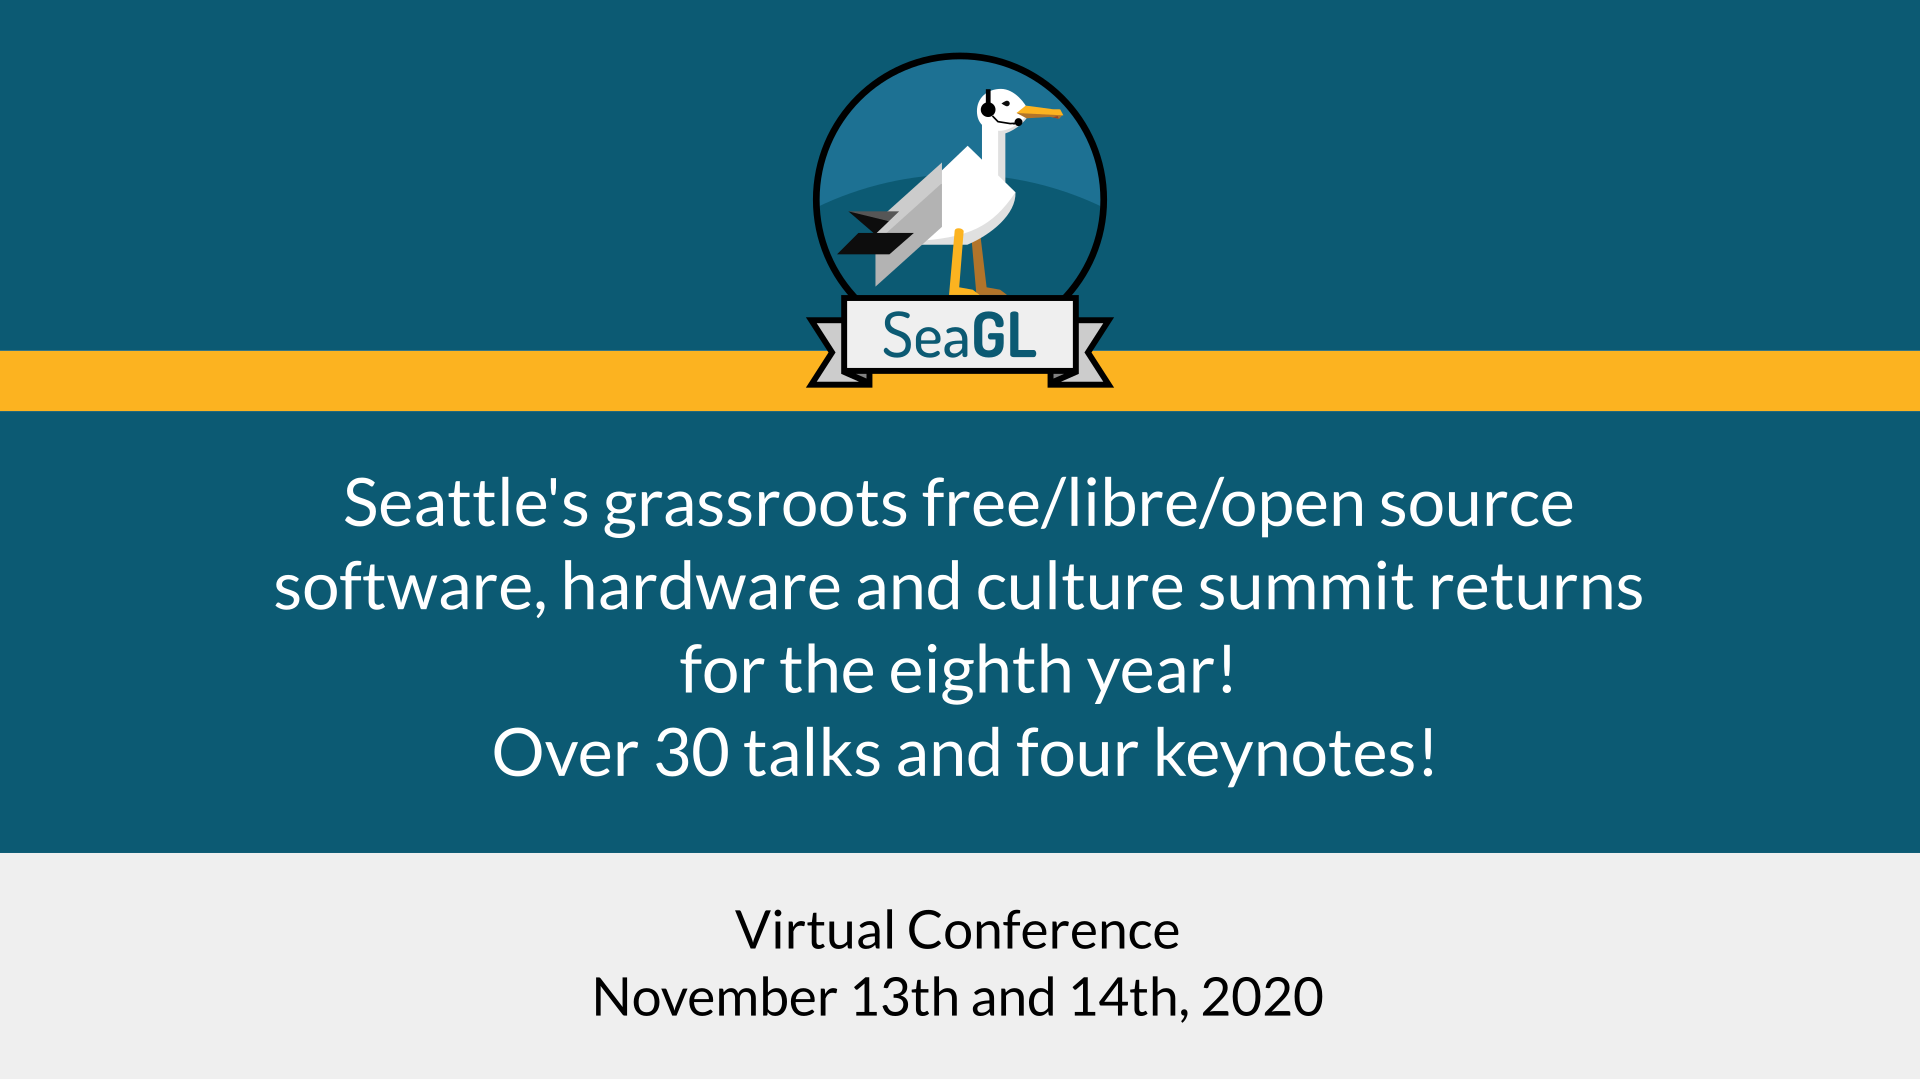 SeaGL
Seattle's grassroots free/libre/open source
software, hardware and culture summit returns
for the eighth year!
Over 30 talks and four keynotes!
Virtual Conference
November 13th and 14th, 2020